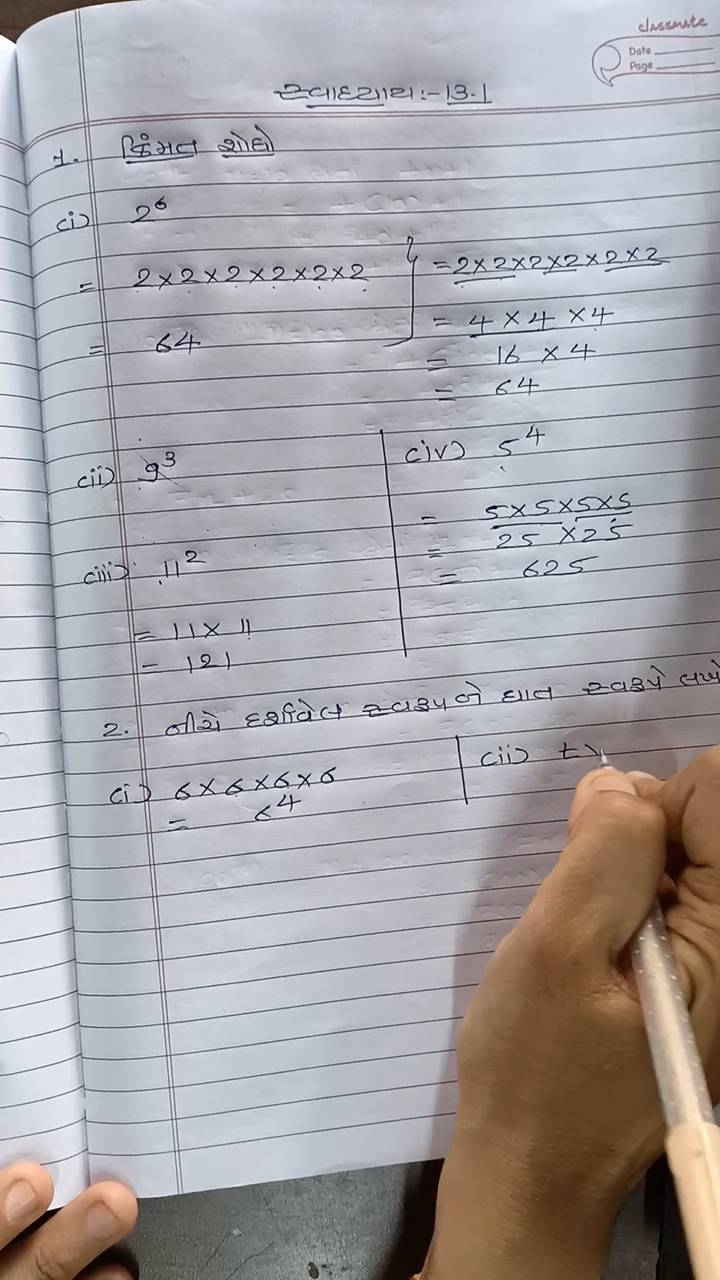 classmate
Date
Page
સ્વાધ્યાય:-13.1
1. કિંમત શોધો
(i) 2⁶
= 2×2×2×2×2×2
= 64
= 2×2×2×2×2×2
= 4 × 4 × 4
= 16 × 4
= 64
(ii) 9³
(iii) 11²
= 11 × 11
= 121
(iv) 5⁴
= 5×5×5×5
= 25 × 25
= 625
2. નીચે દર્શાવેલ સ્વરૂપને ઘાત સ્વરૂપે લખો
(i) 6×6×6×6
= 6⁴
(ii) t×